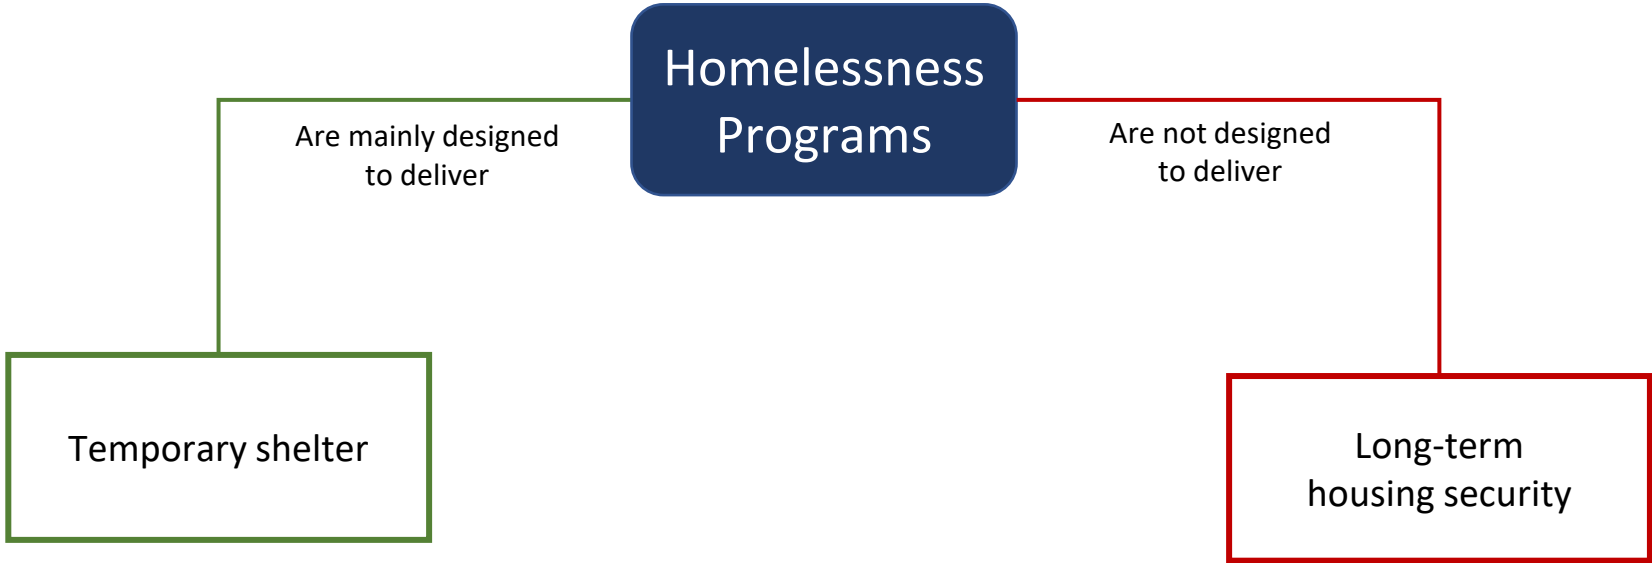 Homelessness
Programs
Are mainly designed
to deliver
Are not designed
to deliver
Temporary shelter
Long-term
housing security